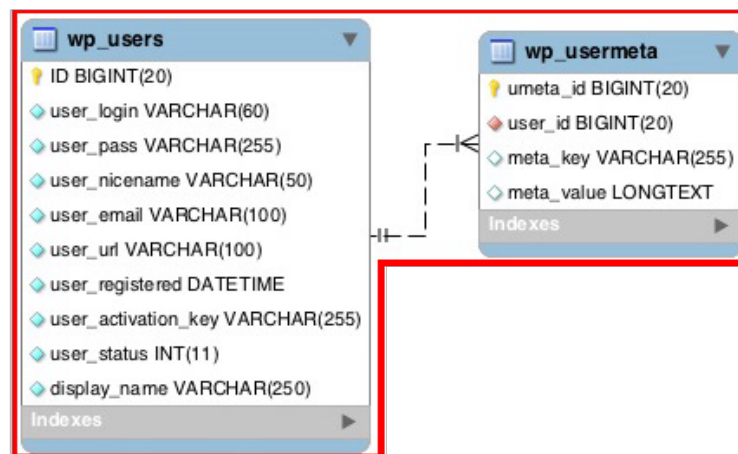 wp_users
ID BIGINT(20)
user_login VARCHAR(60)
user_pass VARCHAR(255)
user_nicename VARCHAR(50)
user_email VARCHAR(100)
user_url VARCHAR(100)
user_registered DATETIME
user_activation_key VARCHAR(255)
user_status INT(11)
display_name VARCHAR(250)
Indexes
wp_usermeta
umeta_id BIGINT(20)
user_id BIGINT(20)
meta_key VARCHAR(255)
meta_value LONGTEXT
Indexes